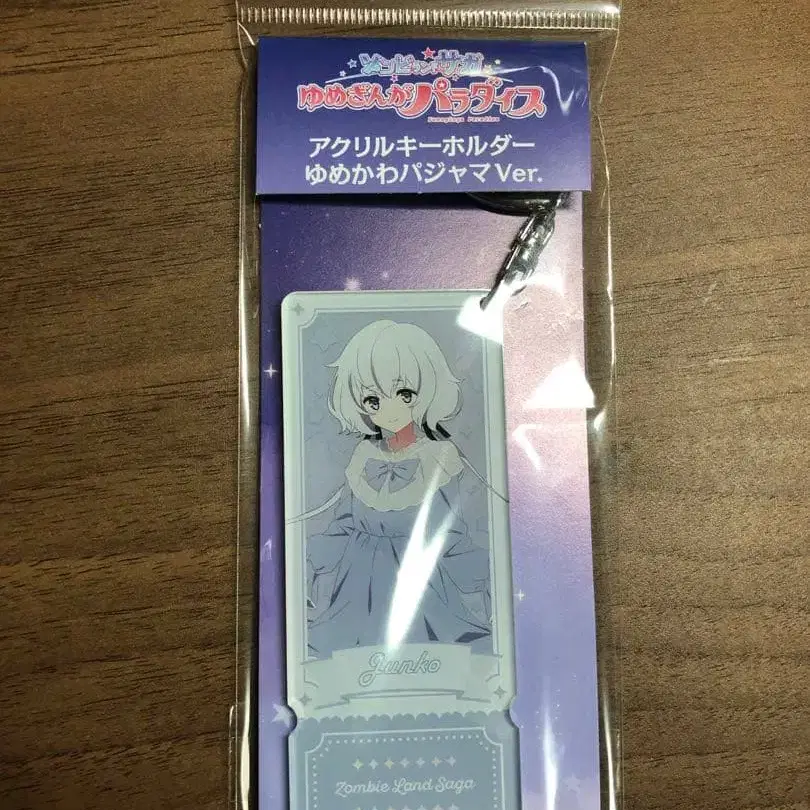 ゾンビランドサガ
ゆめぎんがパラダイス
Yumeginga Paradise
アクリルキーホルダー
ゆめかわパジャマVer.
Junko
Zombie Land Saga